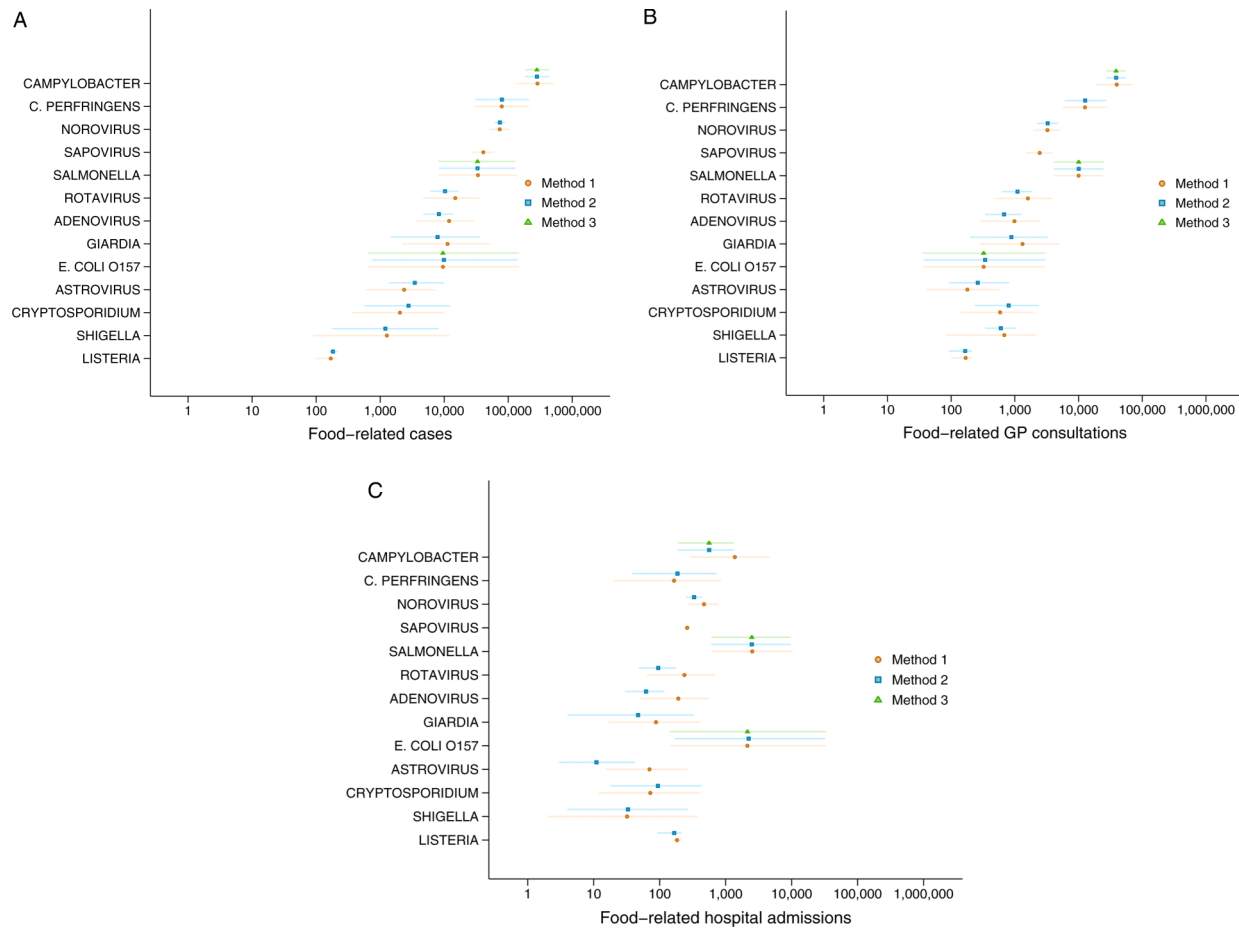 A
CAMPYLOBACTER
C. PERFRINGENS
NOROVIRUS
SAPOVIRUS
SALMONELLA
ROTAVIRUS
ADENOVIRUS
GIARDIA
E. COLI O157
ASTROVIRUS
CRYPTOSPORIDIUM
SHIGELLA
LISTERIA
Method 1
Method 2
Method 3
1 10 100 1,000 10,000 100,000 1,000,000
Food–related cases
B
CAMPYLOBACTER
C. PERFRINGENS
NOROVIRUS
SAPOVIRUS
SALMONELLA
ROTAVIRUS
ADENOVIRUS
GIARDIA
E. COLI O157
ASTROVIRUS
CRYPTOSPORIDIUM
SHIGELLA
LISTERIA
Method 1
Method 2
Method 3
1 10 100 1,000 10,000 100,000 1,000,000
Food–related GP consultations
C
CAMPYLOBACTER
C. PERFRINGENS
NOROVIRUS
SAPOVIRUS
SALMONELLA
ROTAVIRUS
ADENOVIRUS
GIARDIA
E. COLI O157
ASTROVIRUS
CRYPTOSPORIDIUM
SHIGELLA
LISTERIA
Method 1
Method 2
Method 3
1 10 100 1,000 10,000 100,000 1,000,000
Food–related hospital admissions